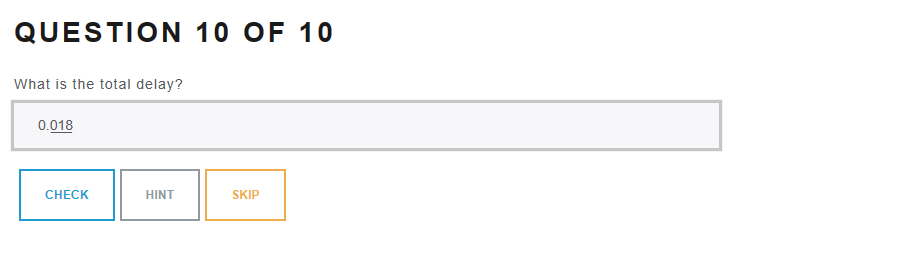 QUESTION 10 OF 10
What is the total delay?
0.018
CHECK HINT SKIP